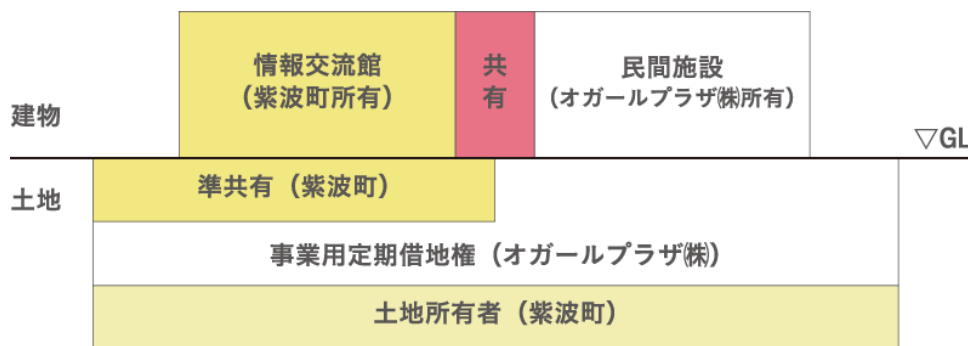 情報交流館
（紫波町所有）
共
有
民間施設
（オガールプラザ㈱所有）
建物
▽GL
土地
準共有（紫波町）
事業用定期借地権（オガールプラザ㈱）
土地所有者（紫波町）